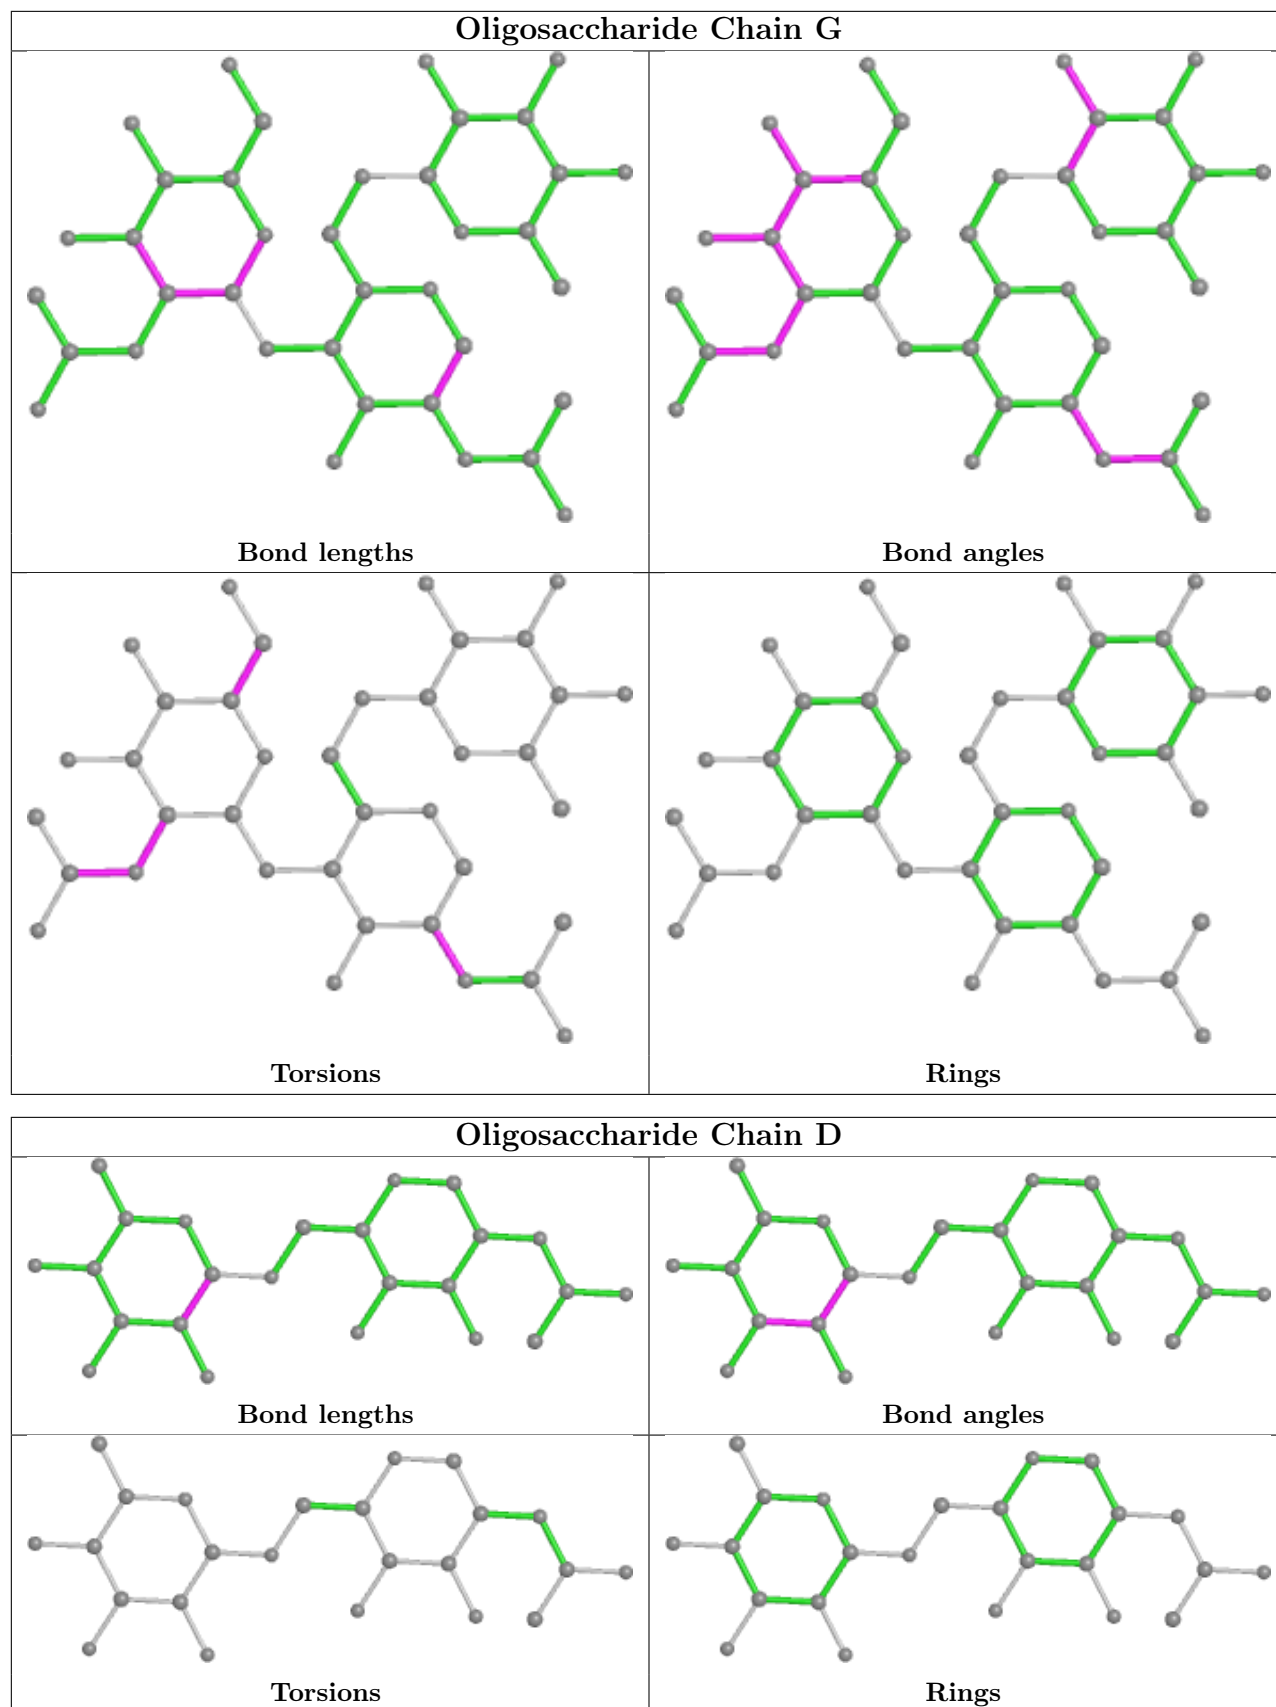 Oligosaccharide Chain G
Bond lengths
Bond angles
Torsions
Rings
Oligosaccharide Chain D
Bond lengths
Bond angles
Torsions
Rings